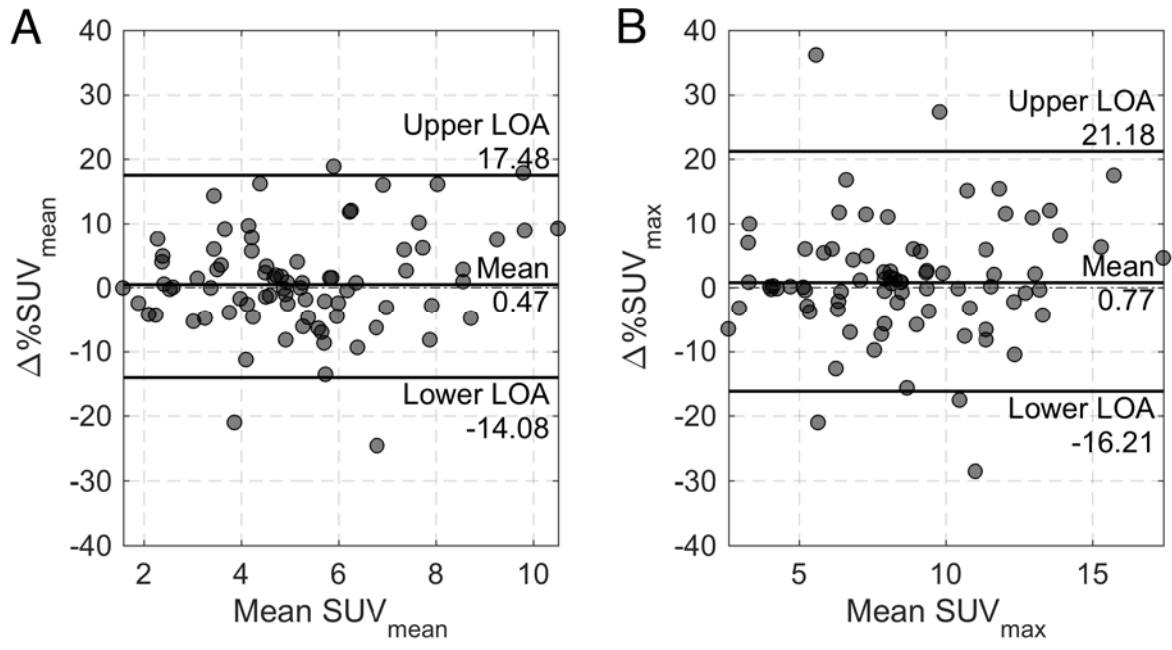 A
40
30
20
10
0
-10
-20
-30
-40
Δ%SUVmean
Upper LOA
17.48
Mean
0.47
Lower LOA
-14.08
2
4
6
8
10
Mean SUVmean
B
40
30
20
10
0
-10
-20
-30
-40
Δ%SUVmax
Upper LOA
21.18
Mean
0.77
Lower LOA
-16.21
5
10
15
Mean SUVmax